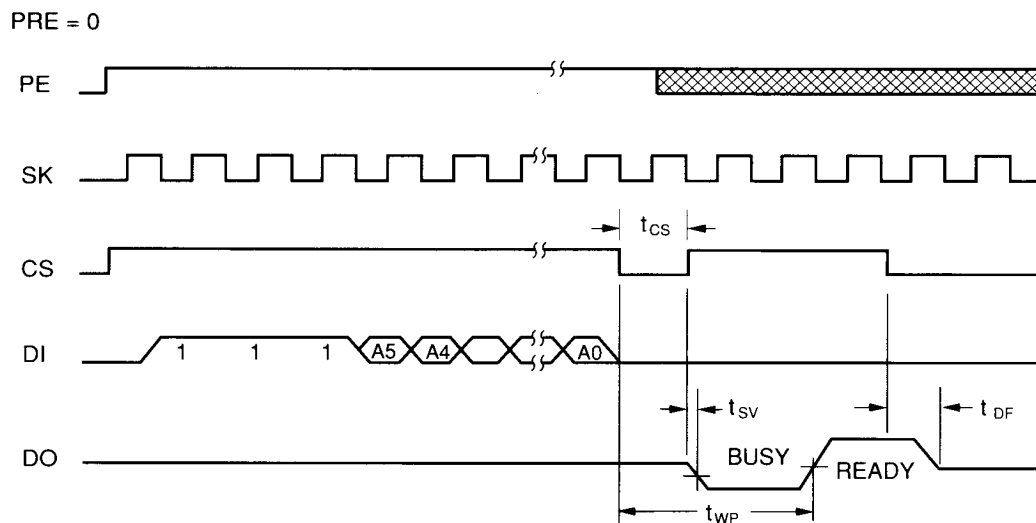 PRE = 0
PE
SK
t_CS
CS
DI 1 1 1 A5 A4 A0
t_SV t_DF
DO BUSY READY
t_WP